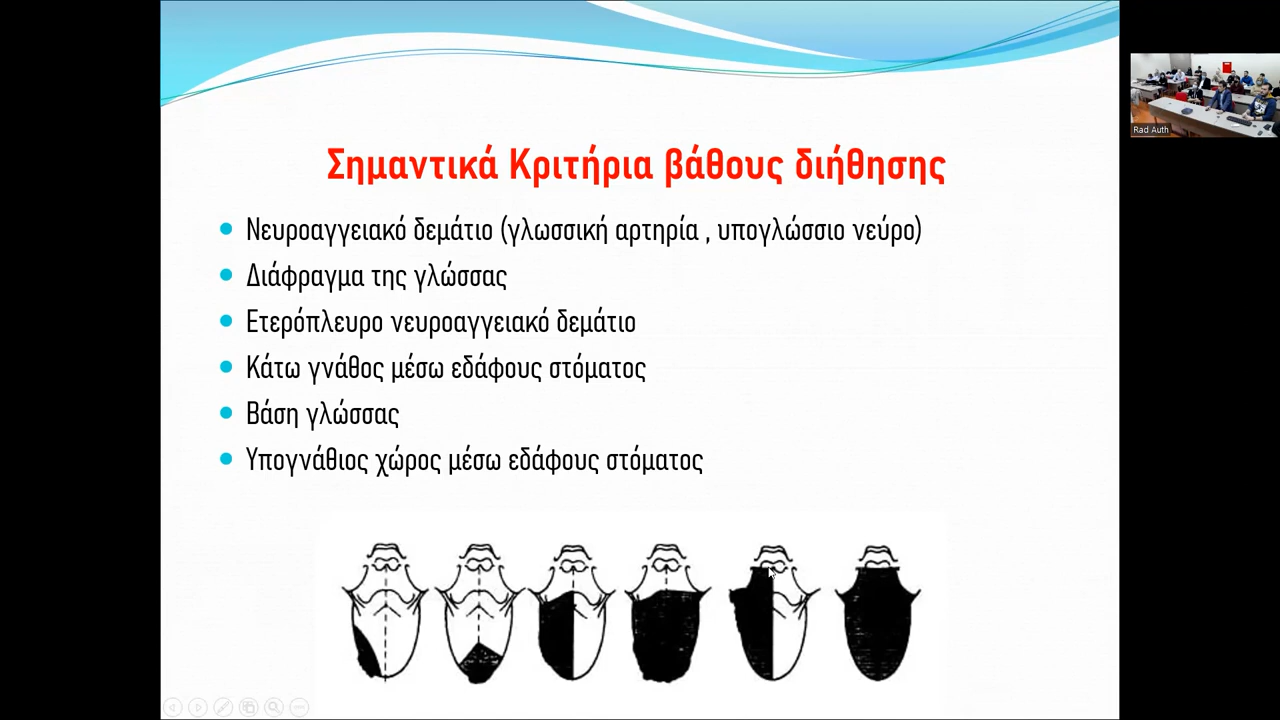 Σημαντικά Κριτήρια βάθους διήθησης
Νευροαγγειακό δεμάτιο (γλωσσική αρτηρία , υπογλώσσιο νεύρο)
Διάφραγμα της γλώσσας
Ετερόπλευρο νευροαγγειακό δεμάτιο
Κάτω γνάθος μέσω εδάφους στόματος
Βάση γλώσσας
Υπογνάθιος χώρος μέσω εδάφους στόματος
Rad Auth